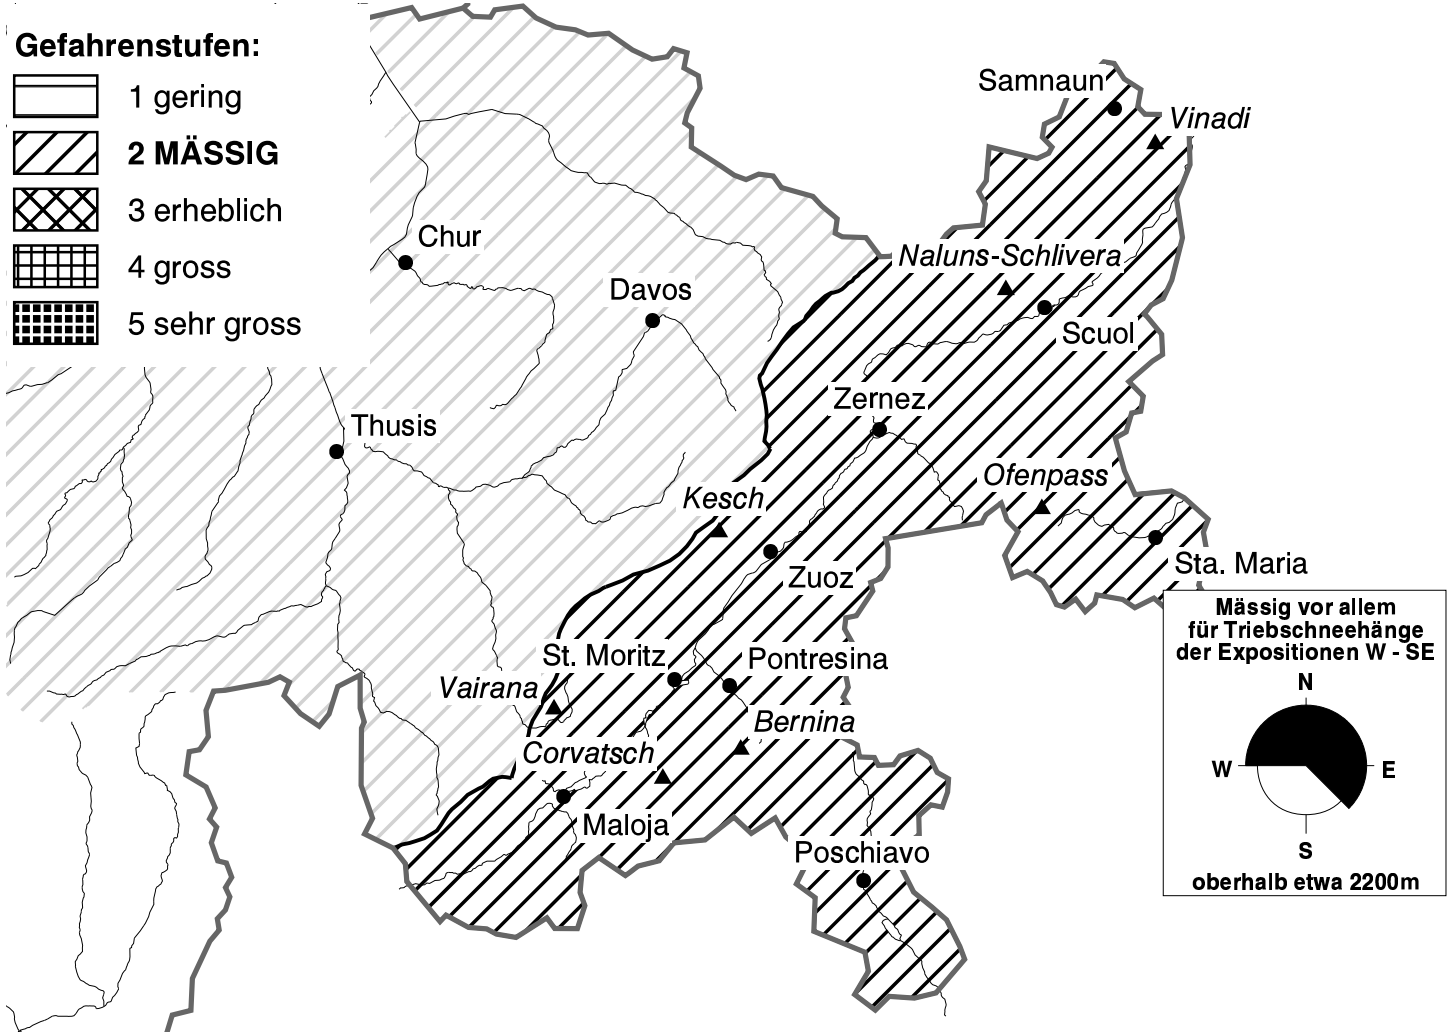 Gefahrenstufen:
1 gering
2 MÄSSIG
3 erheblich
4 gross
5 sehr gross
Samnaun
Vinadi
Chur
Naluns-Schlivera
Davos
Scuol
Zernez
Thusis
Ofenpass
Kesch
Sta. Maria
Zuoz
St. Moritz
Pontresina
Vairana
Bernina
Corvatsch
Maloja
Poschiavo
Mässig vor allem
für Triebschneehänge
der Expositionen W - SE
N
W
E
S
oberhalb etwa 2200m